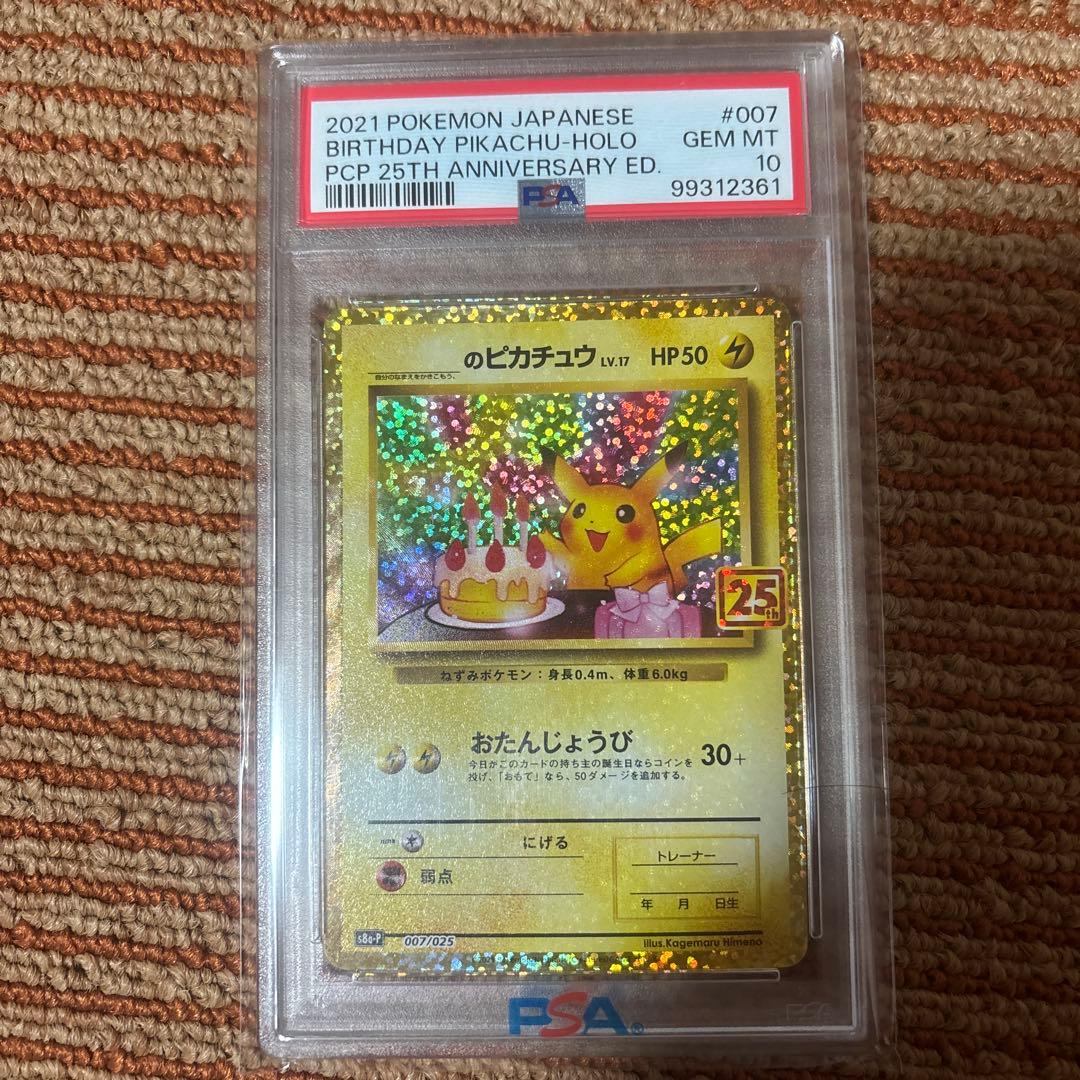 2021 POKEMON JAPANESE #007
BIRTHDAY PIKACHU-HOLO GEM MT
PCP 25TH ANNIVERSARY ED. 10
99312361
PSA
のピカチュウ LV.17 HP50
自分のなまえをかきこもう。
25th
ねずみポケモン：身長0.4m、体重6.0kg
おたんじょうび 30+
今日がこのカードの持ち主の誕生日ならコインを
投げ、「おもて」なら、50ダメージを追加する。
にげる
弱点
トレーナー
年 月 日生
s8a-P 007/025 illus.Kagemaru Himeno
PSA®